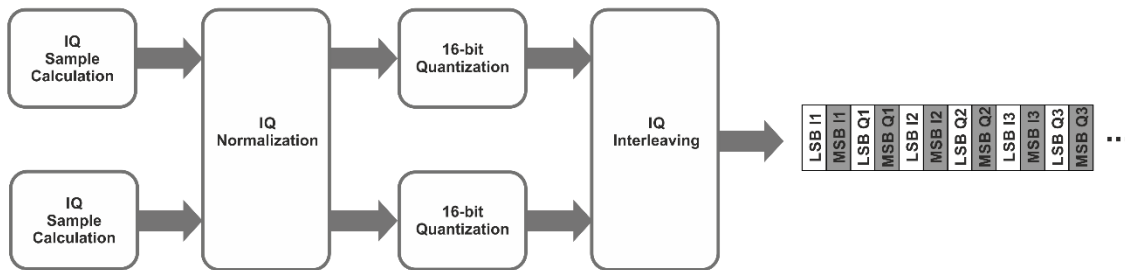 IQ
Sample
Calculation
IQ
Normalization
16-bit
Quantization
IQ
Interleaving
LSB I1
MSB I1
LSB Q1
MSB Q1
LSB I2
MSB I2
LSB Q2
MSB Q2
LSB I3
MSB I3
LSB Q3
MSB Q3
..
IQ
Sample
Calculation
16-bit
Quantization